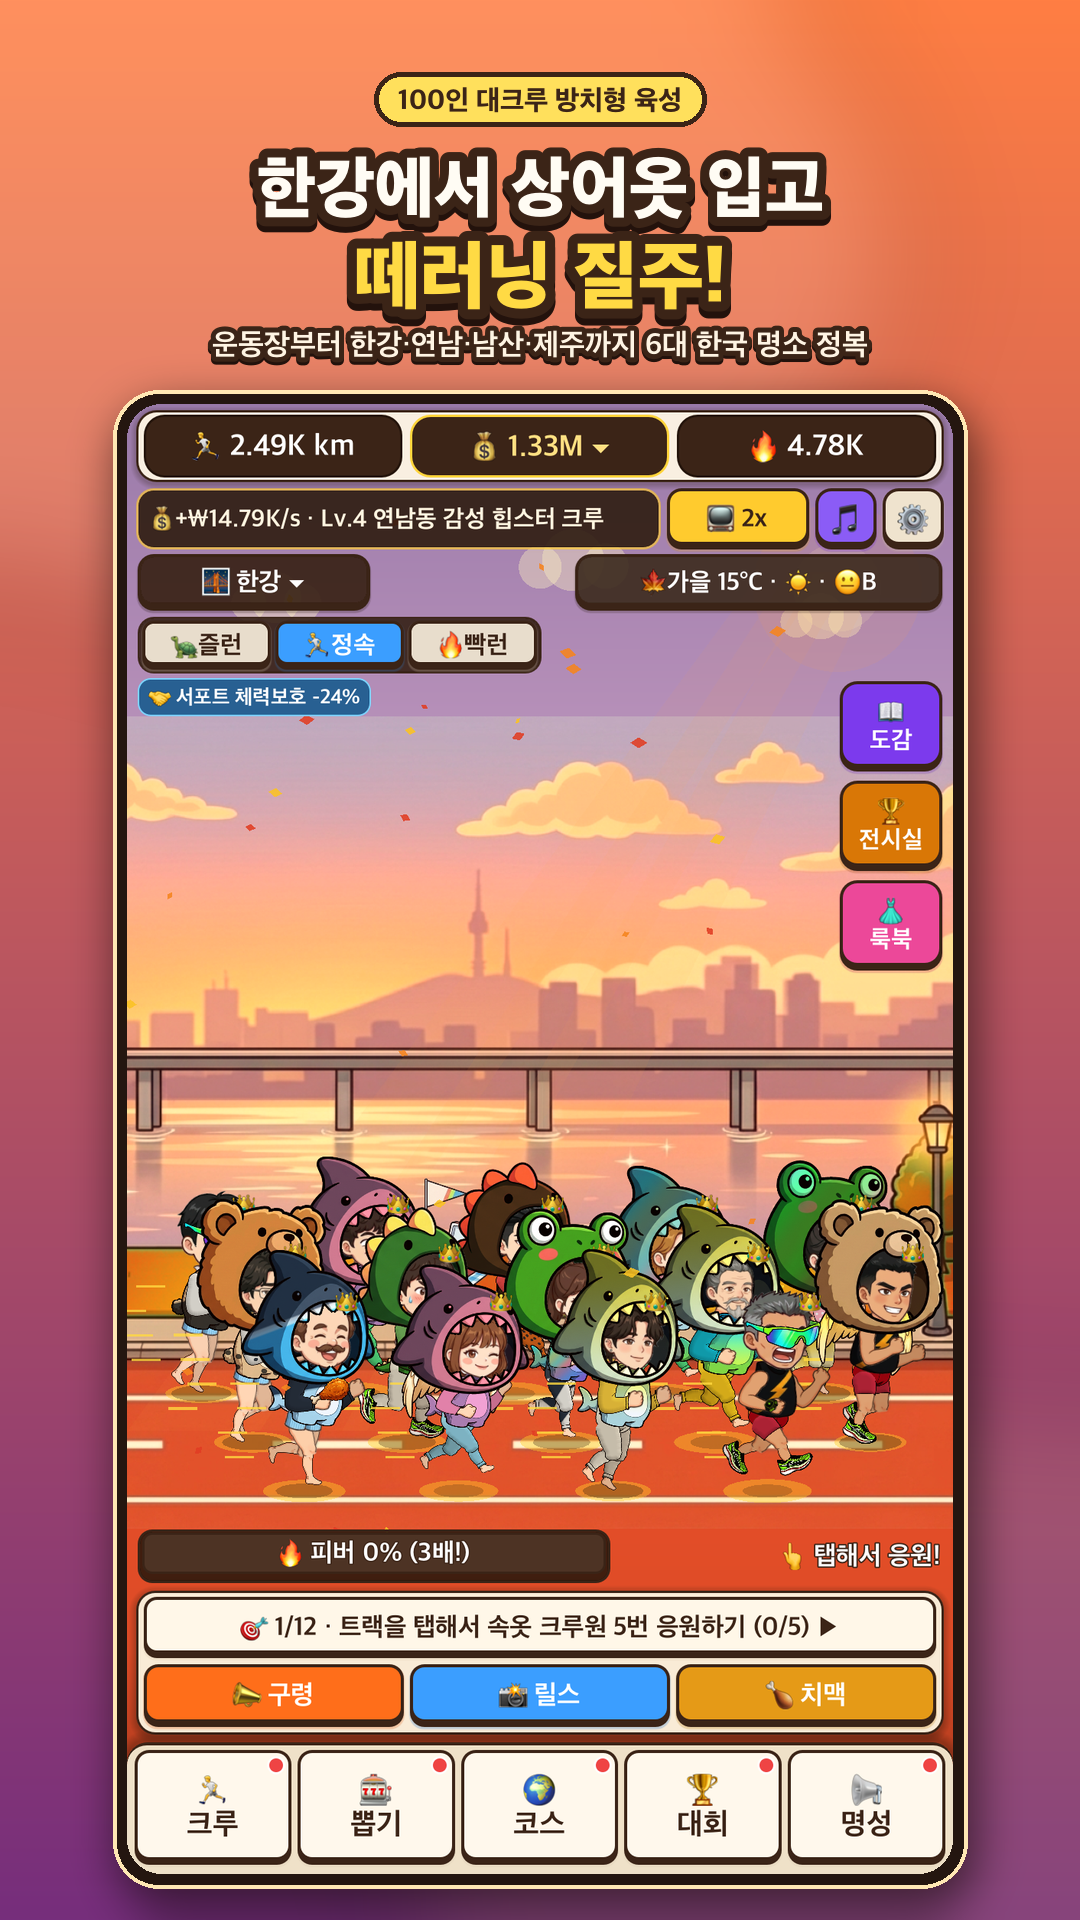 100인 대크루 방치형 육성
한강에서 상어옷 입고
떼러닝 질주!
운동장부터 한강·연남·남산·제주까지 6대 한국 명소 정복
2.49K km
1.33M
4.78K
+₩14.79K/s · Lv.4 연남동 감성 힙스터 크루
2x
한강
가을 15°C · · B
즐런
정속
빡런
서포트 체력보호 -24%
도감
전시실
룩북
피버 0% (3배!)
탭해서 응원!
1/12 · 트랙을 탭해서 속옷 크루원 5번 응원하기 (0/5) ▶
구령
릴스
치맥
크루
뽑기
코스
대회
명성